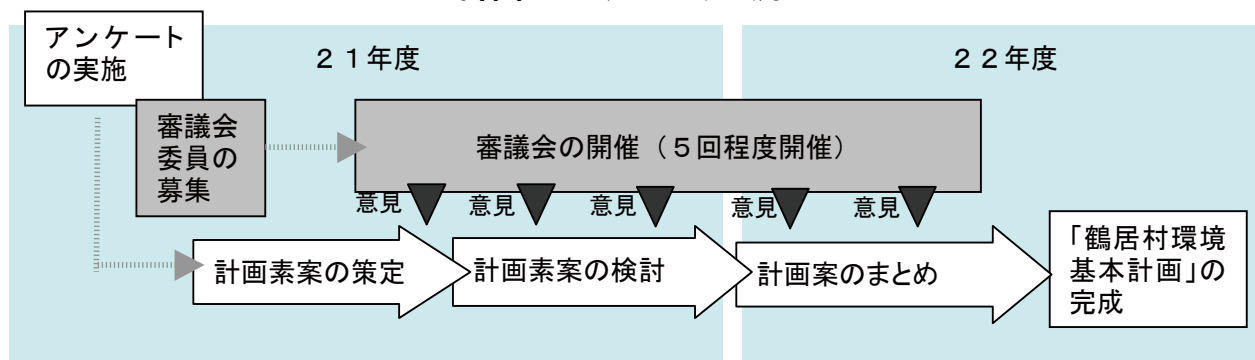 アンケート
の実施
２１年度
２２年度
審議会
委員の
募集
審議会の開催（５回程度開催）
意見
意見
意見
意見
意見
計画素案の策定
計画素案の検討
計画案のまとめ
「鶴居村環境
基本計画」の
完成